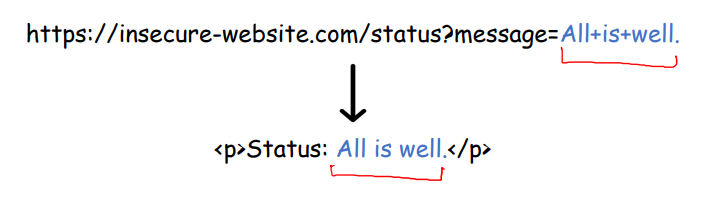 https://insecure-website.com/status?message=All+is+well.
<p>Status: All is well.</p>